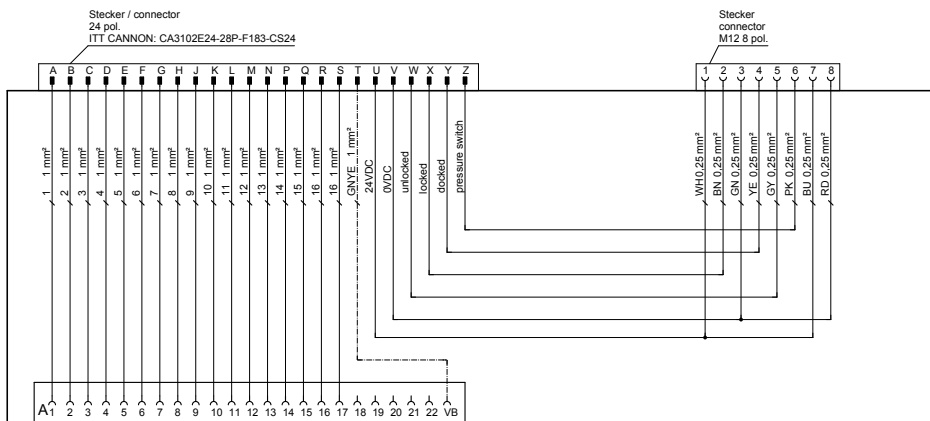 Stecker / connector
24 pol.
ITT CANNON: CA3102E24-28P-F183-CS24
Stecker
connector
M12 8 pol.
A B C D E F G H J K L M N P Q R S T U V W X Y Z
1 2 3 4 5 6 7 8
1 1 mm²
2 1 mm²
3 1 mm²
4 1 mm²
5 1 mm²
6 1 mm²
7 1 mm²
8 1 mm²
9 1 mm²
10 1 mm²
11 1 mm²
12 1 mm²
13 1 mm²
14 1 mm²
15 1 mm²
16 1 mm²
16 1 mm²
GNYE 1 mm²
24VDC
0VDC
unlocked
locked
docked
pressure switch
WH 0,25 mm²
BN 0,25 mm²
GN 0,25 mm²
YE 0,25 mm²
GY 0,25 mm²
PK 0,25 mm²
BU 0,25 mm²
RD 0,25 mm²
A 1 2 3 4 5 6 7 8 9 10 11 12 13 14 15 16 17 18 19 20 21 22 VB